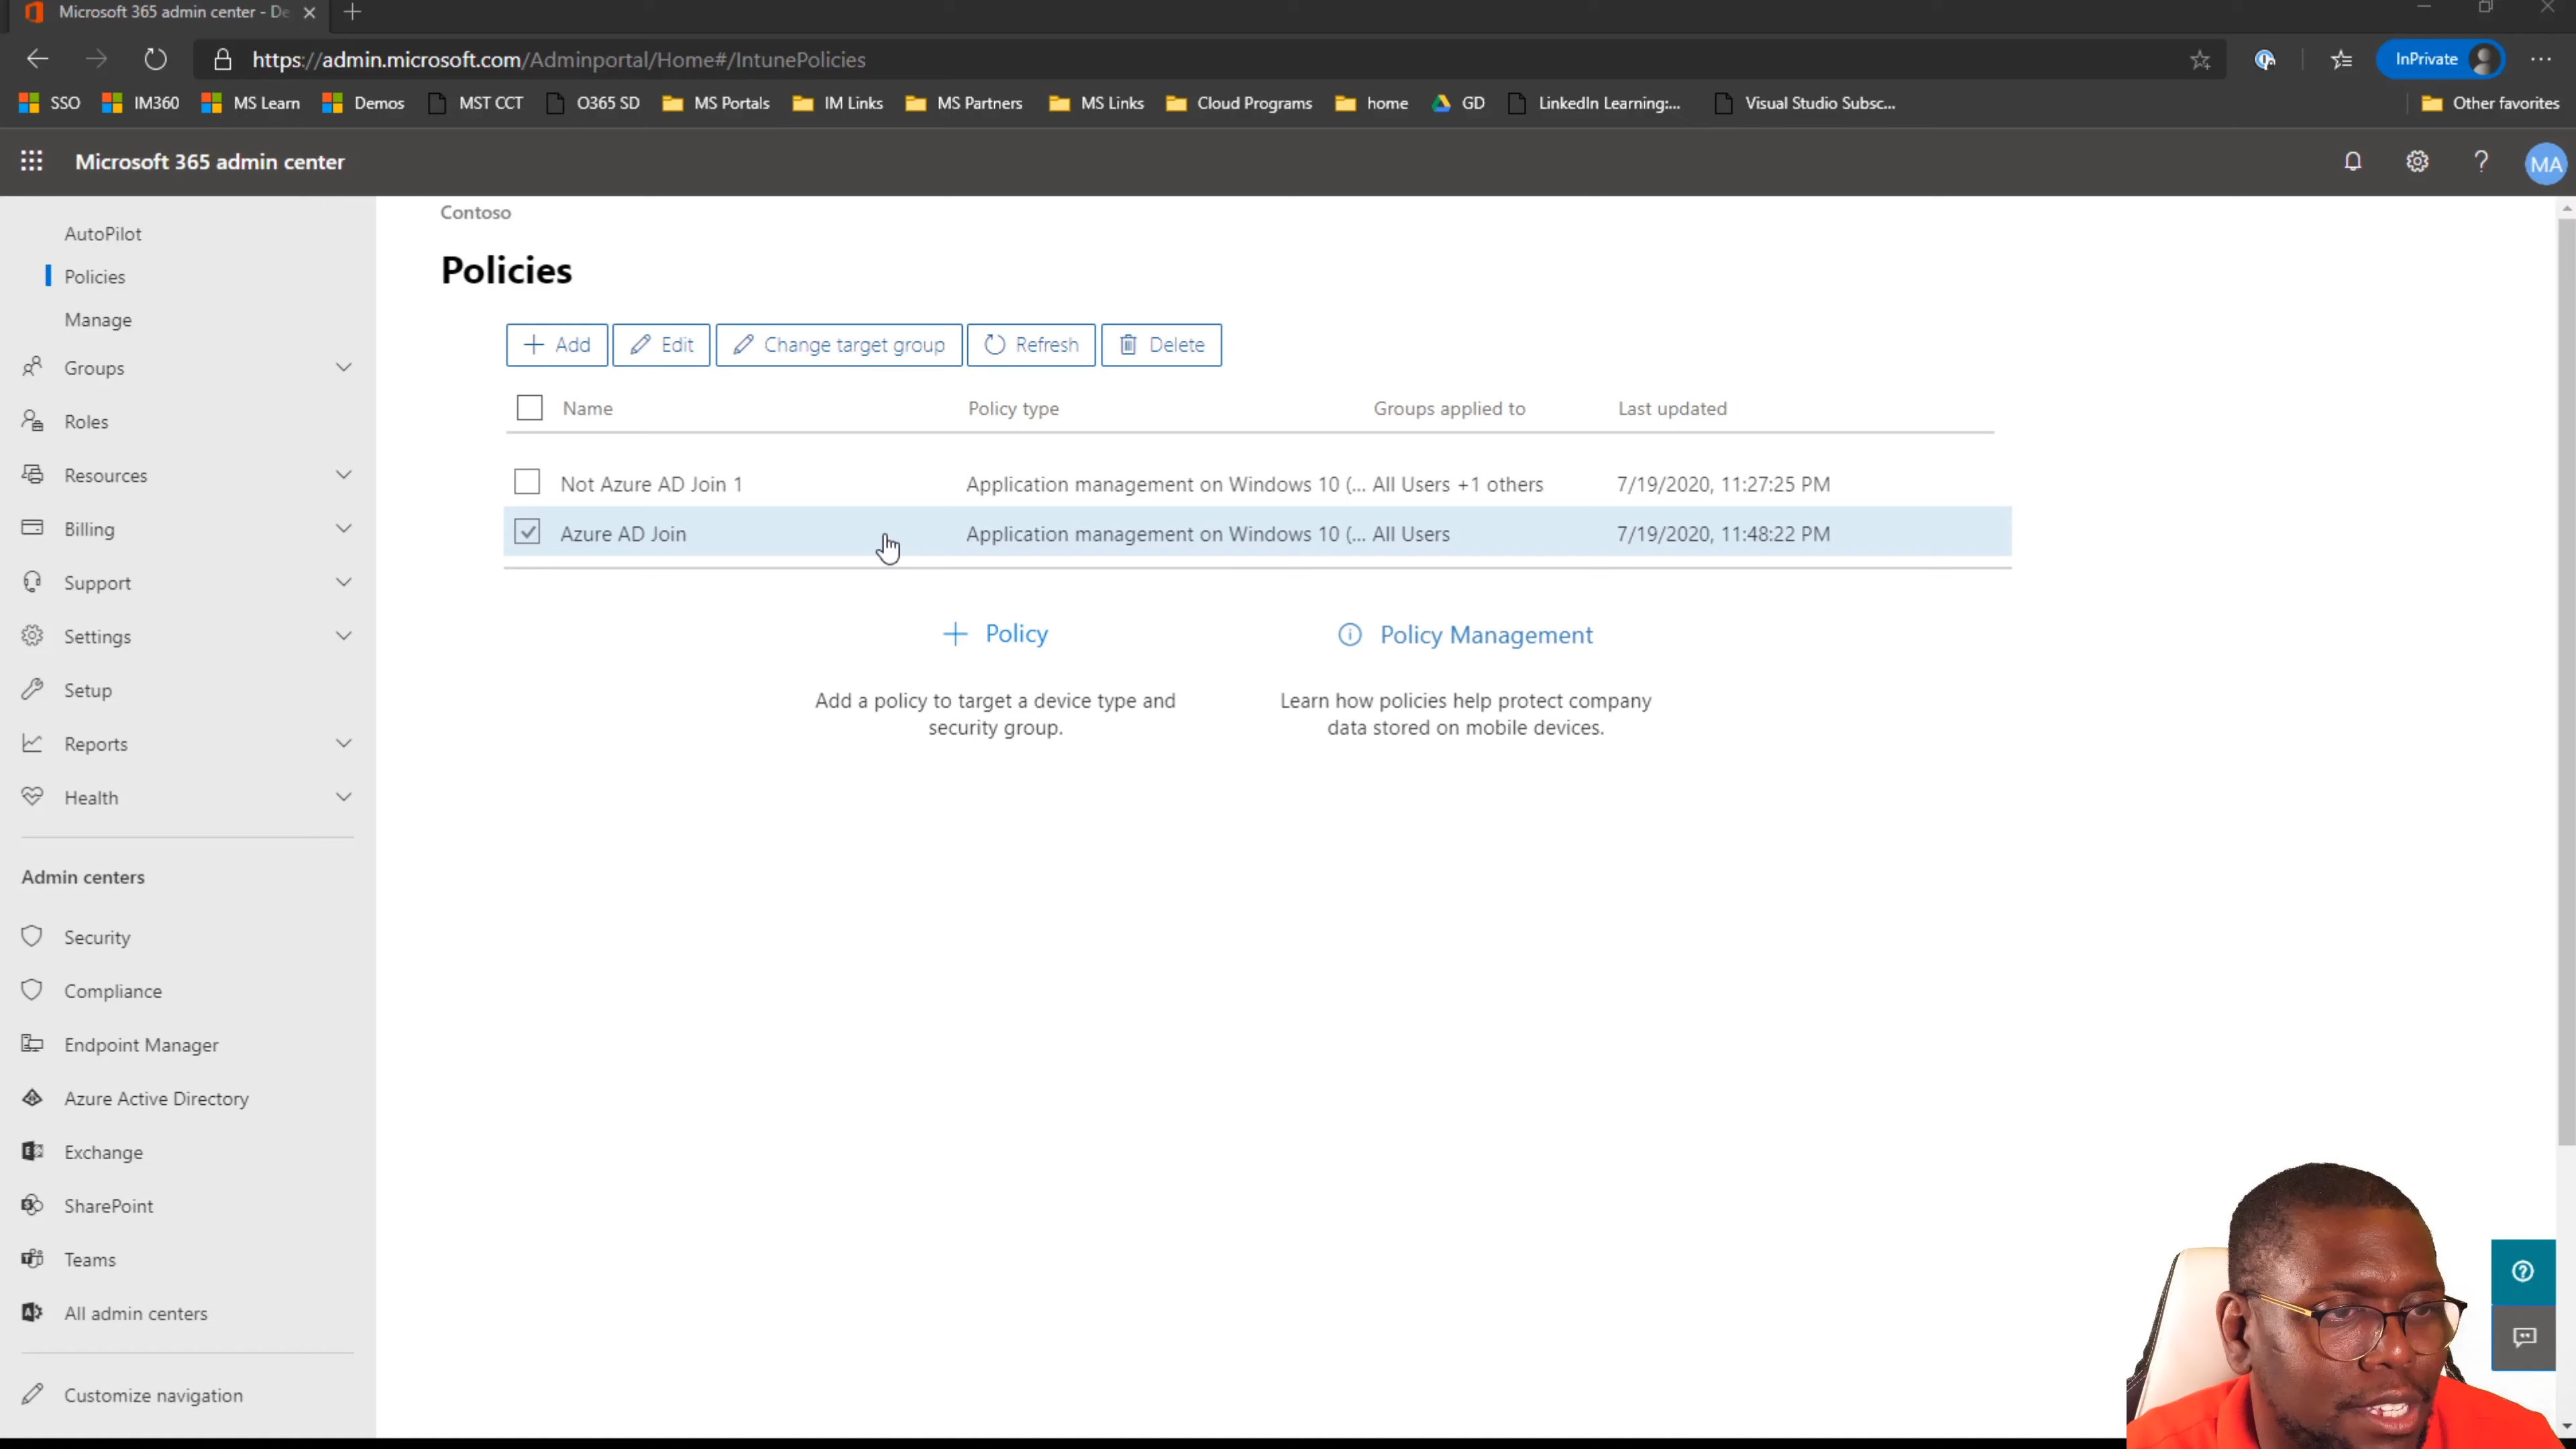 Microsoft 365 admin center - De
https://admin.microsoft.com/Adminportal/Home#/IntunePolicies
InPrivate
SSO IM360 MS Learn Demos MST CCT O365 SD MS Portals IM Links MS Partners MS Links Cloud Programs home GD LinkedIn Learning:... Visual Studio Subsc... Other favorites
Microsoft 365 admin center
MA
AutoPilot
Policies
Manage
Groups
Roles
Resources
Billing
Support
Settings
Setup
Reports
Health
Admin centers
Security
Compliance
Endpoint Manager
Azure Active Directory
Exchange
SharePoint
Teams
All admin centers
Customize navigation
Contoso
Policies
Add Edit Change target group Refresh Delete
Name Policy type Groups applied to Last updated
Not Azure AD Join 1 Application management on Windows 10 (... All Users +1 others 7/19/2020, 11:27:25 PM
Azure AD Join Application management on Windows 10 (... All Users 7/19/2020, 11:48:22 PM
Policy
Add a policy to target a device type and
security group.
Policy Management
Learn how policies help protect company
data stored on mobile devices.